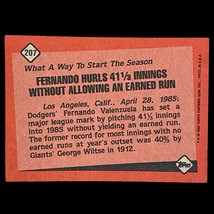 207
What A Way To Start The Season
FERNANDO HURLS 41 1/3 INNINGS
WITHOUT ALLOWING AN EARNED RUN
Los Angeles, Calif., April 28, 1985:
Dodgers' Fernando Valenzuela has set a
major league mark by pitching 41⅓ innings
into 1985 without yielding an earned run.
The former record for most innings with
no earned runs at year's outset was 40⅔ by
Giants' George Wiltse in 1912.
Topps